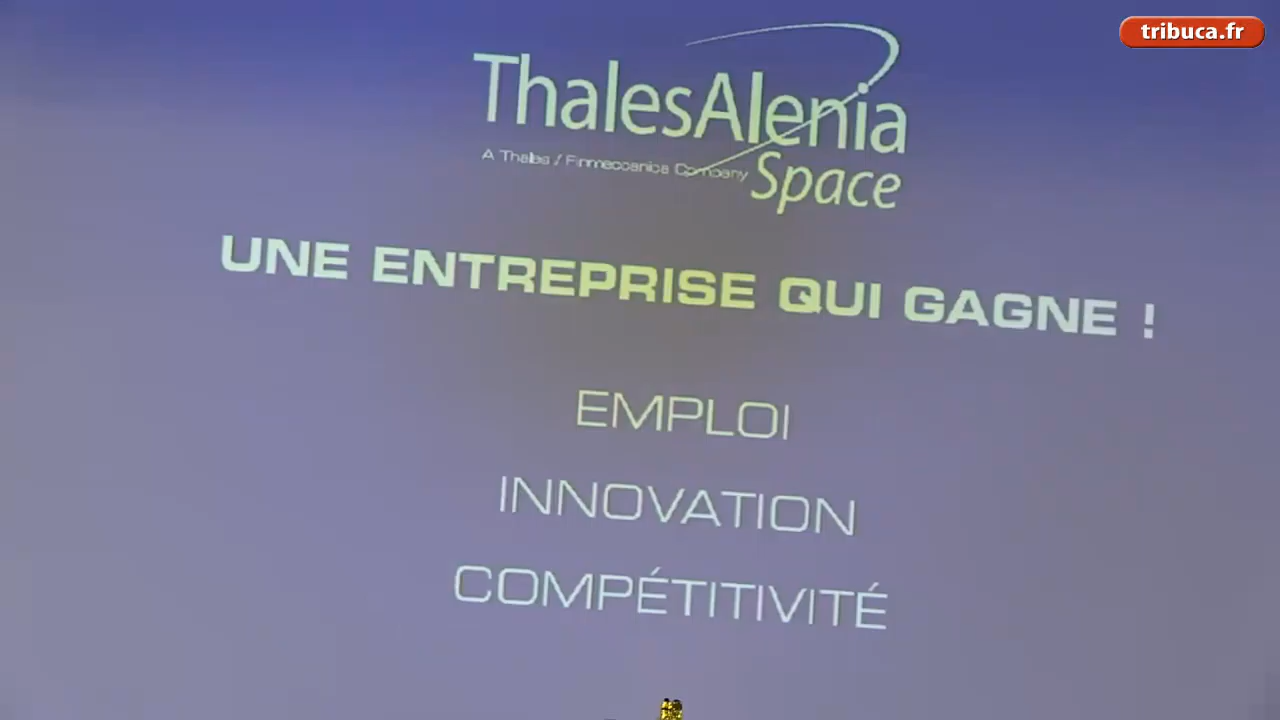 tribuca.fr
ThalesAlenia
A Thales / Finmeccanica Company
Space
UNE ENTREPRISE QUI GAGNE !
EMPLOI
INNOVATION
COMPÉTITIVITÉ